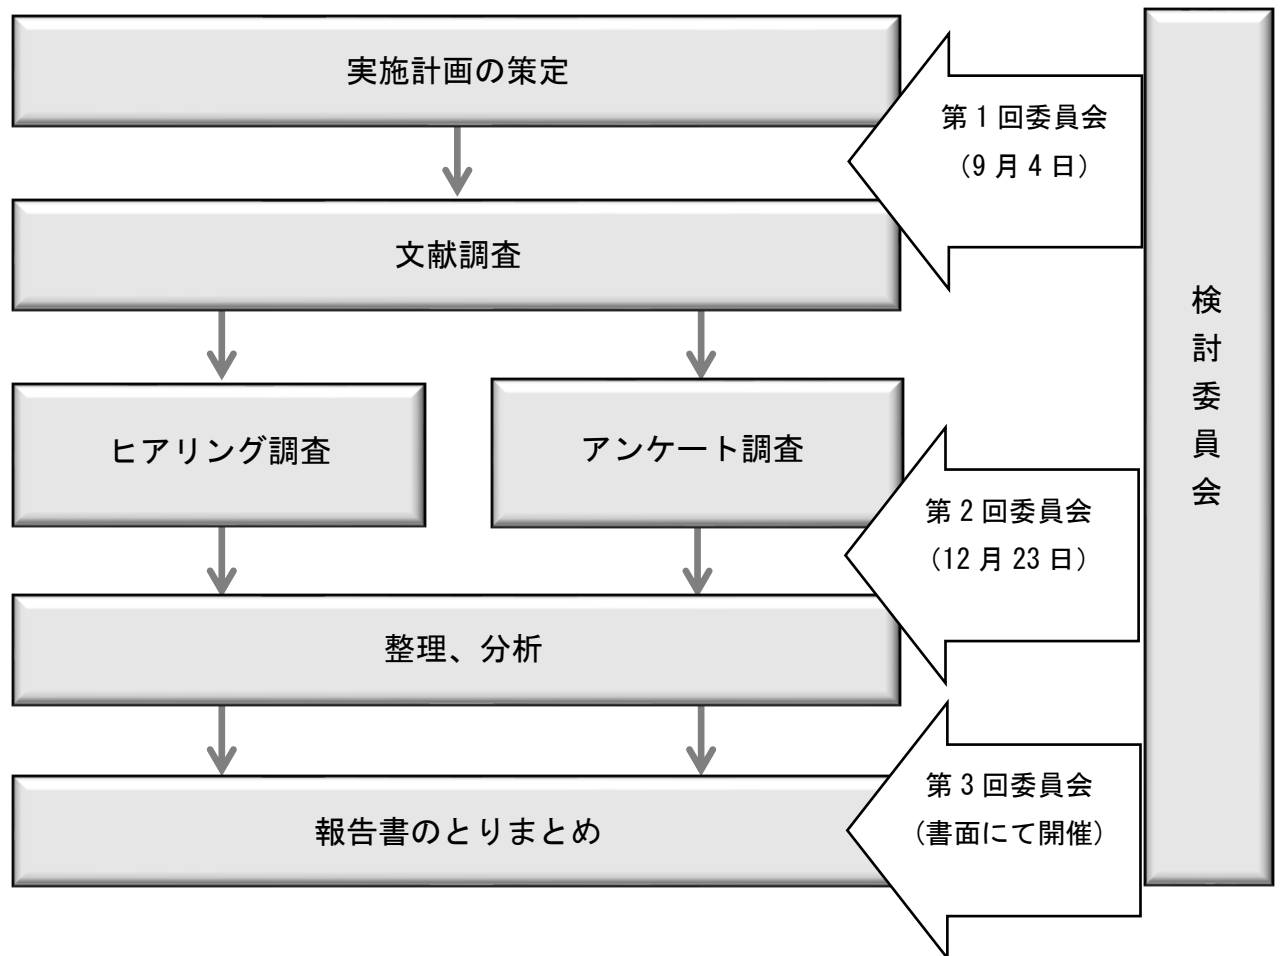 実施計画の策定
第1回委員会
（9月4日）
文献調査
ヒアリング調査
アンケート調査
第2回委員会
（12月23日）
整理、分析
第3回委員会
（書面にて開催）
報告書のとりまとめ
検討委員会